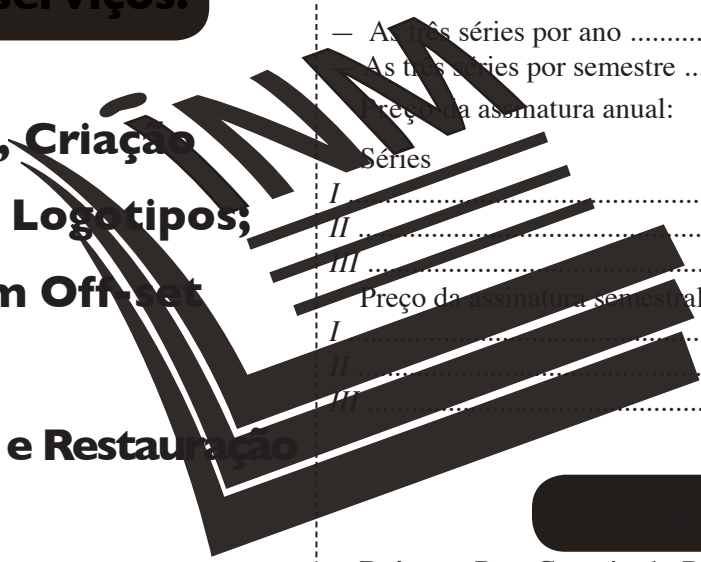 serviços:
, Criação
Logotipos;
m Off-set
e Restauração
ÍNM
— As três séries por ano
As três séries por semestre
Preço da assinatura anual:
Séries
I
II
III
Preço da assinatura semestral
I
II
III